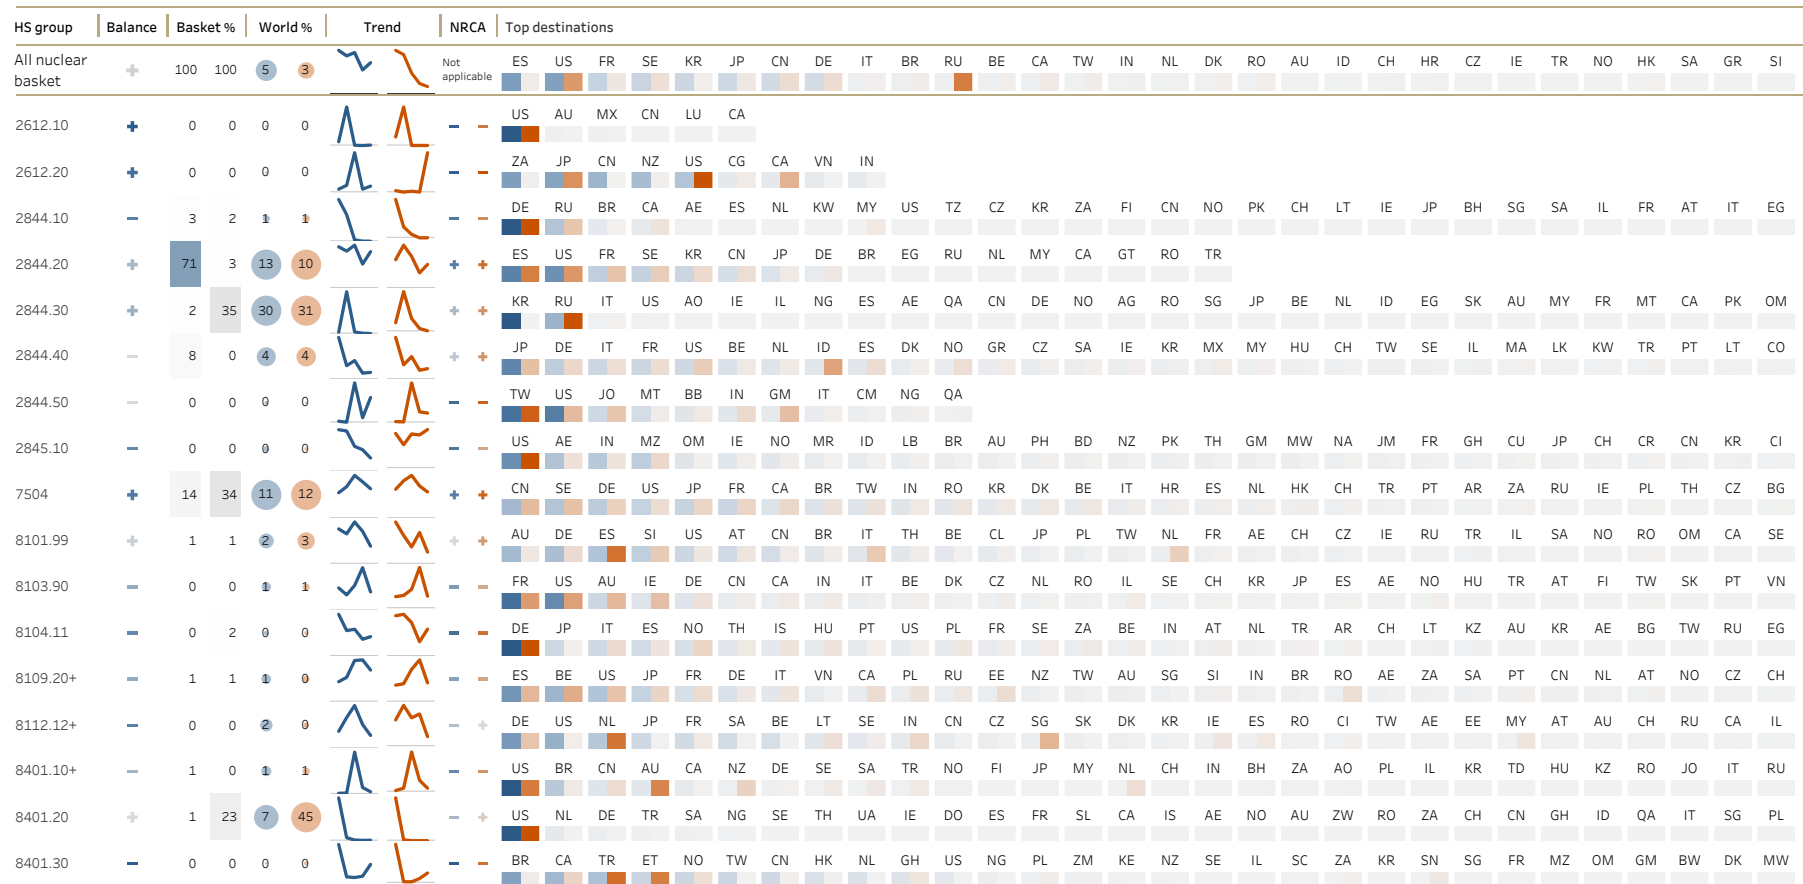 HS group Balance Basket % World % Trend NRCA Top destinations
All nuclear basket 100 100 5 3 Not applicable ES US FR SE KR JP CN DE IT BR RU BE CA TW IN NL DK RO AU ID CH HR CZ IE TR NO HK SA GR SI
2612.10 0 0 0 0 US AU MX CN LU CA
2612.20 0 0 0 0 ZA JP CN NZ US CG CA VN IN
2844.10 3 2 1 1 DE RU BR CA AE ES NL KW MY US TZ CZ KR ZA FI CN NO PK CH LT IE JP BH SG SA IL FR AT IT EG
2844.20 71 3 13 10 ES US FR SE KR CN JP DE BR EG RU NL MY CA GT RO TR
2844.30 2 35 30 31 KR RU IT US AO IE IL NG ES AE QA CN DE NO AG RO SG JP BE NL ID EG SK AU MY FR MT CA PK OM
2844.40 8 0 4 4 JP DE IT FR US BE NL ID ES DK NO GR CZ SA IE KR MX MY HU CH TW SE IL MA LK KW TR PT LT CO
2844.50 0 0 0 0 TW US JO MT BB IN GM IT CM NG QA
2845.10 0 0 0 0 US AE IN MZ OM IE NO MR ID LB BR AU PH BD NZ PK TH GM MW NA JM FR GH CU JP CH CR CN KR CI
7504 14 34 11 12 CN SE DE US JP FR CA BR TW IN RO KR DK BE IT HR ES NL HK CH TR PT AR ZA RU IE PL TH CZ BG
8101.99 1 1 2 3 AU DE ES SI US AT CN BR IT TH BE CL JP PL TW NL FR AE CH CZ IE RU TR IL SA NO RO OM CA SE
8103.90 0 0 1 1 FR US AU IE DE CN CA IN IT BE DK CZ NL RO IL SE CH KR JP ES AE NO HU TR AT FI TW SK PT VN
8104.11 0 2 0 0 DE JP IT ES NO TH IS HU PT US PL FR SE ZA BE IN AT NL TR AR CH LT KZ AU KR AE BG TW RU EG
8109.20+ 1 1 1 0 ES BE US JP FR DE IT VN CA PL RU EE NZ TW AU SG SI IN BR RO AE ZA SA PT CN NL AT NO CZ CH
8112.12+ 0 0 2 0 DE US NL JP FR SA BE LT SE IN CN CZ SG SK DK KR IE ES RO CI TW AE EE MY AT AU CH RU CA IL
8401.10+ 1 0 1 1 US BR CN AU CA NZ DE SE SA TR NO FI JP MY NL CH IN BH ZA AO PL IL KR TD HU KZ RO JO IT RU
8401.20 1 23 7 45 US NL DE TR SA NG SE TH UA IE DO ES FR SL CA IS AE NO AU ZW RO ZA CH CN GH ID QA IT SG PL
8401.30 0 0 0 0 BR CA TR ET NO TW CN HK NL GH US NG PL ZM KE NZ SE IL SC ZA KR SN SG FR MZ OM GM BW DK MW